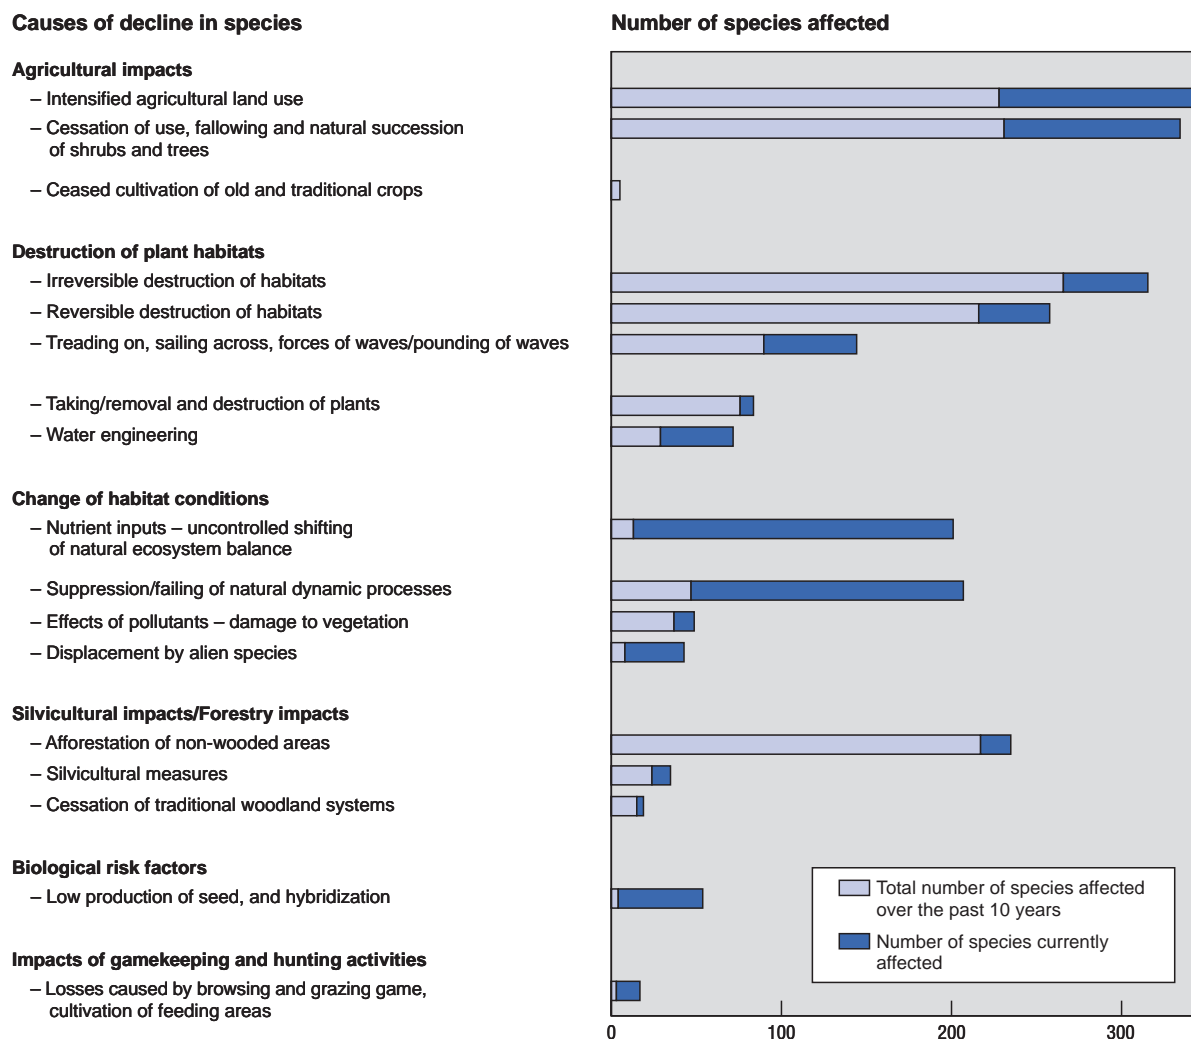 Causes of decline in species
Number of species affected
Agricultural impacts
– Intensified agricultural land use
– Cessation of use, fallowing and natural succession
of shrubs and trees
– Ceased cultivation of old and traditional crops
Destruction of plant habitats
– Irreversible destruction of habitats
– Reversible destruction of habitats
– Treading on, sailing across, forces of waves/pounding of waves
– Taking/removal and destruction of plants
– Water engineering
Change of habitat conditions
– Nutrient inputs – uncontrolled shifting
of natural ecosystem balance
– Suppression/failing of natural dynamic processes
– Effects of pollutants – damage to vegetation
– Displacement by alien species
Silvicultural impacts/Forestry impacts
– Afforestation of non-wooded areas
– Silvicultural measures
– Cessation of traditional woodland systems
Biological risk factors
– Low production of seed, and hybridization
Impacts of gamekeeping and hunting activities
– Losses caused by browsing and grazing game,
cultivation of feeding areas
Total number of species affected
over the past 10 years
Number of species currently
affected
0 100 200 300